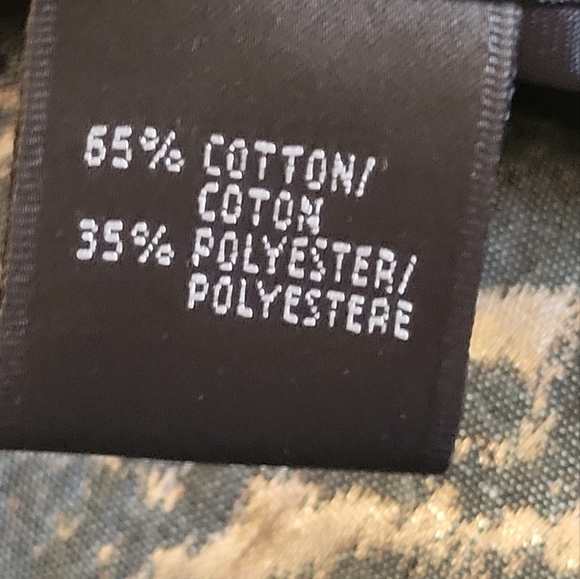 65% COTTON/
COTON
35% POLYESTER/
POLYESTERE